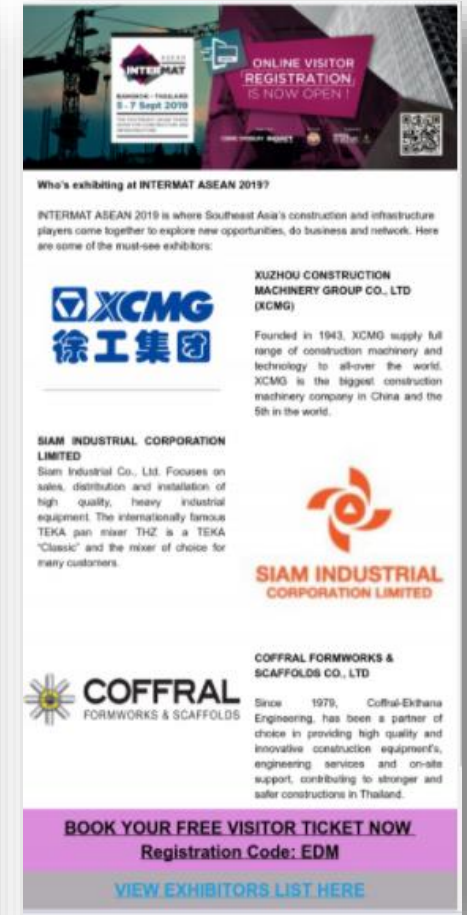 ASEAN
INTERMAT
BANGKOK - THAILAND
5 - 7 Sept 2019
ONLINE VISITOR
REGISTRATION
IS NOW OPEN !
IMPACT
Who's exhibiting at INTERMAT ASEAN 2019?
INTERMAT ASEAN 2019 is where Southeast Asia's construction and infrastructure
players come together to explore new opportunities, do business and network. Here
are some of the must-see exhibitors:
XCMG
徐工集团
XUZHOU CONSTRUCTION
MACHINERY GROUP CO., LTD
(XCMG)
Founded in 1943, XCMG supply full
range of construction machinery and
technology to all-over the world.
XCMG is the biggest construction
machinery company in China and the
5th in the world.
SIAM INDUSTRIAL CORPORATION
LIMITED
Siam Industrial Co., Ltd. Focuses on
sales, distribution and installation of
high quality, heavy industrial
equipment. The internationally famous
TEKA pan mixer THZ is a TEKA
"Classic" and the mixer of choice for
many customers.
SIAM INDUSTRIAL
CORPORATION LIMITED
COFFRAL
FORMWORKS & SCAFFOLDS
COFFRAL FORMWORKS &
SCAFFOLDS CO., LTD
Since 1979, Coffral-Ekthana
Engineering, has been a partner of
choice in providing high quality and
innovative construction equipment's,
engineering services and on-site
support, contributing to stronger and
safer constructions in Thailand.
BOOK YOUR FREE VISITOR TICKET NOW
Registration Code: EDM
VIEW EXHIBITORS LIST HERE